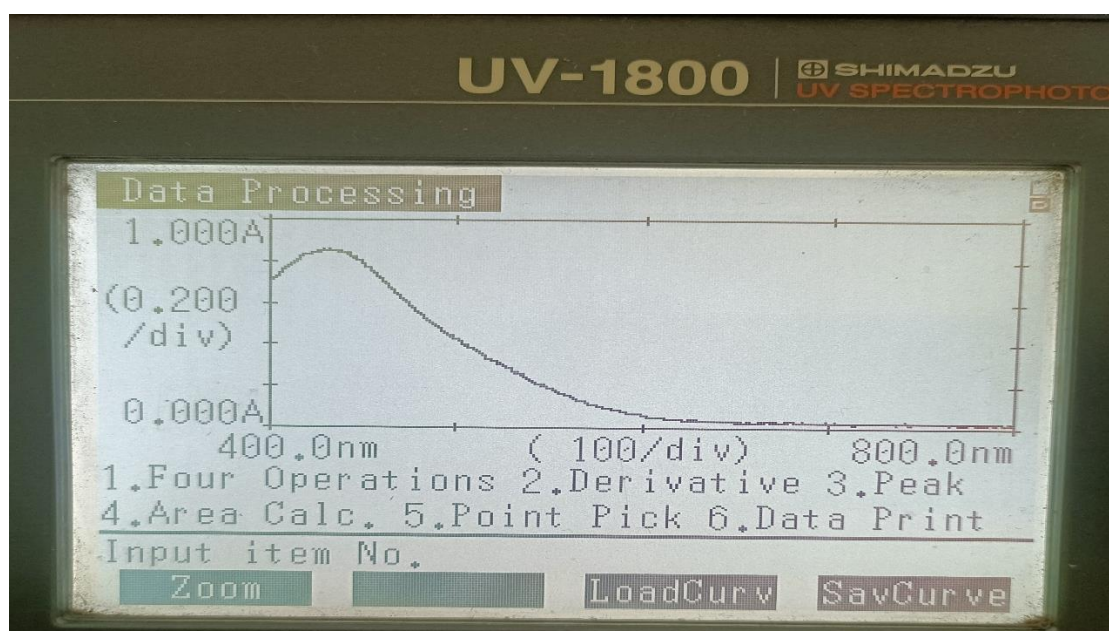 UV-1800 SHIMADZU
UV SPECTROPHOTO
Data Processing
1.000A
(0.200
/div)
0.000A
400.0nm ( 100/div) 800.0nm
1.Four Operations 2.Derivative 3.Peak
4.Area Calc. 5.Point Pick 6.Data Print
Input item No.
Zoom LoadCurv SavCurve